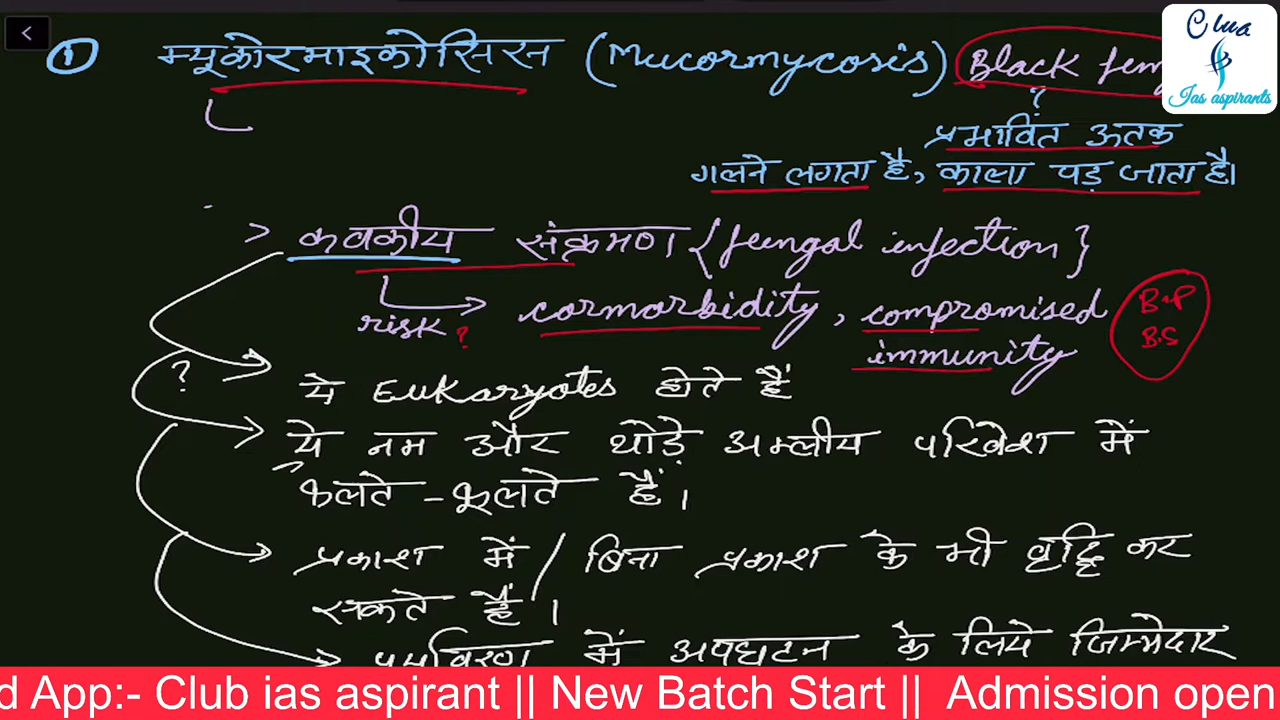 ① म्यूकोरमाइकोसिस (Mucormycosis) Black fung
Clua
Ias aspirants
?
प्रभावित ऊतक
गलने लगता है, काला पड़ जाता है।
> कवकीय संक्रमण {fungal infection}
risk ? → cormorbidity, compromised
immunity
B.P
B.S
? ये Eukaryotes होते हैं
ये नम और थोड़े अम्लीय परिवेश में
फलते-फूलते हैं।
प्रकाश में / बिना प्रकाश के भी वृद्धि कर
सकते हैं।
पर्यावरण में अपघटन के लिये जिम्मेदार
d App:- Club ias aspirant || New Batch Start || Admission open